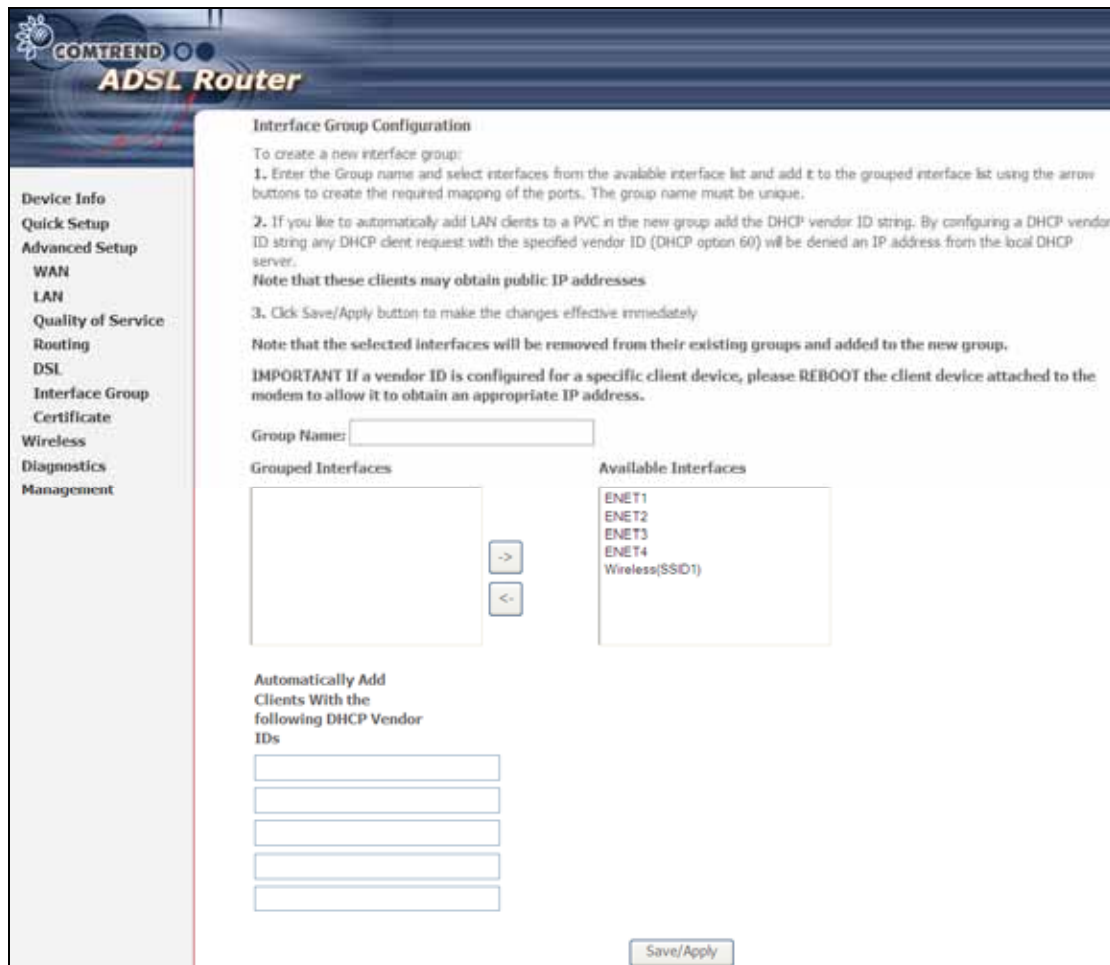 COMTREND
ADSL Router
Device Info
Quick Setup
Advanced Setup
WAN
LAN
Quality of Service
Routing
DSL
Interface Group
Certificate
Wireless
Diagnostics
Management
Interface Group Configuration
To create a new interface group:
1. Enter the Group name and select interfaces from the available interface list and add it to the grouped interface list using the arrow
buttons to create the required mapping of the ports. The group name must be unique.
2. If you like to automatically add LAN clients to a PVC in the new group add the DHCP vendor ID string. By configuring a DHCP vendor
ID string any DHCP client request with the specified vendor ID (DHCP option 60) will be denied an IP address from the local DHCP
server.
Note that these clients may obtain public IP addresses
3. Click Save/Apply button to make the changes effective immediately
Note that the selected interfaces will be removed from their existing groups and added to the new group.
IMPORTANT If a vendor ID is configured for a specific client device, please REBOOT the client device attached to the
modem to allow it to obtain an appropriate IP address.
Group Name:
Grouped Interfaces
->
<-
Available Interfaces
ENET1
ENET2
ENET3
ENET4
Wireless(SSID1)
Automatically Add
Clients With the
following DHCP Vendor
IDs
Save/Apply